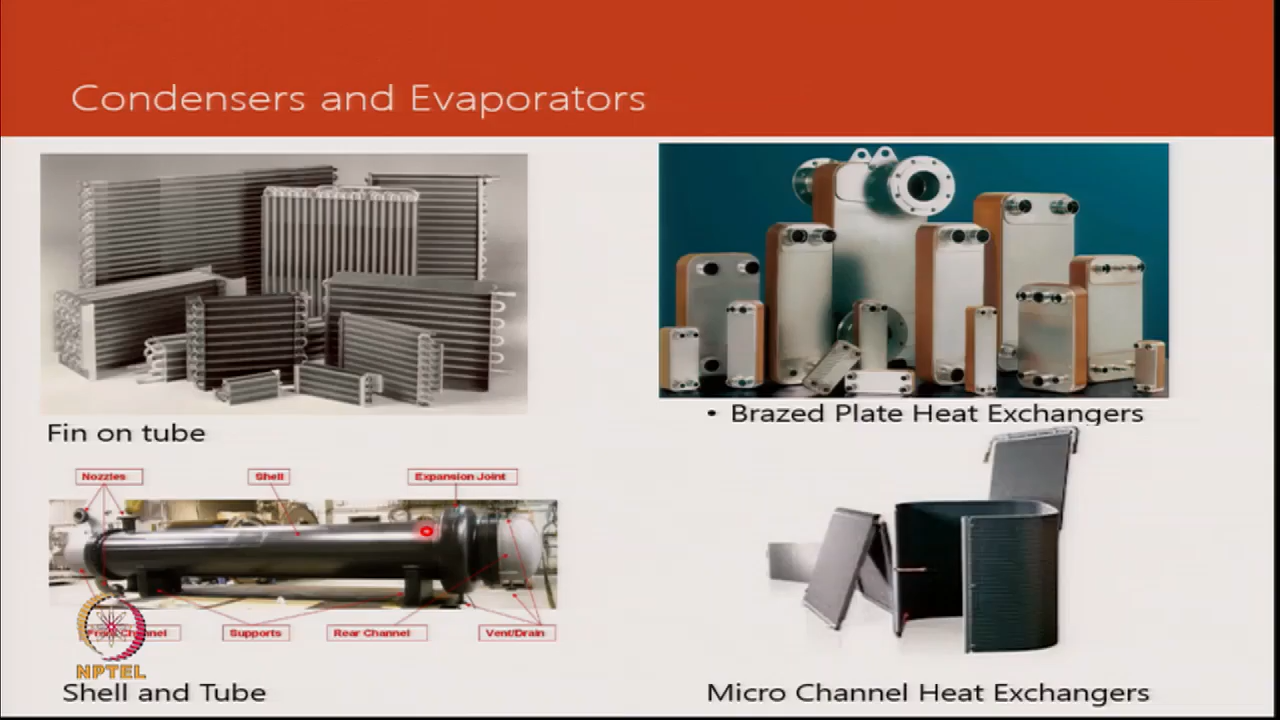 Condensers and Evaporators
Fin on tube
• Brazed Plate Heat Exchangers
Nozzles
Shell
Expansion Joint
Supports
Rear Channel
Vent/Drain
NPTEL
Shell and Tube
Micro Channel Heat Exchangers